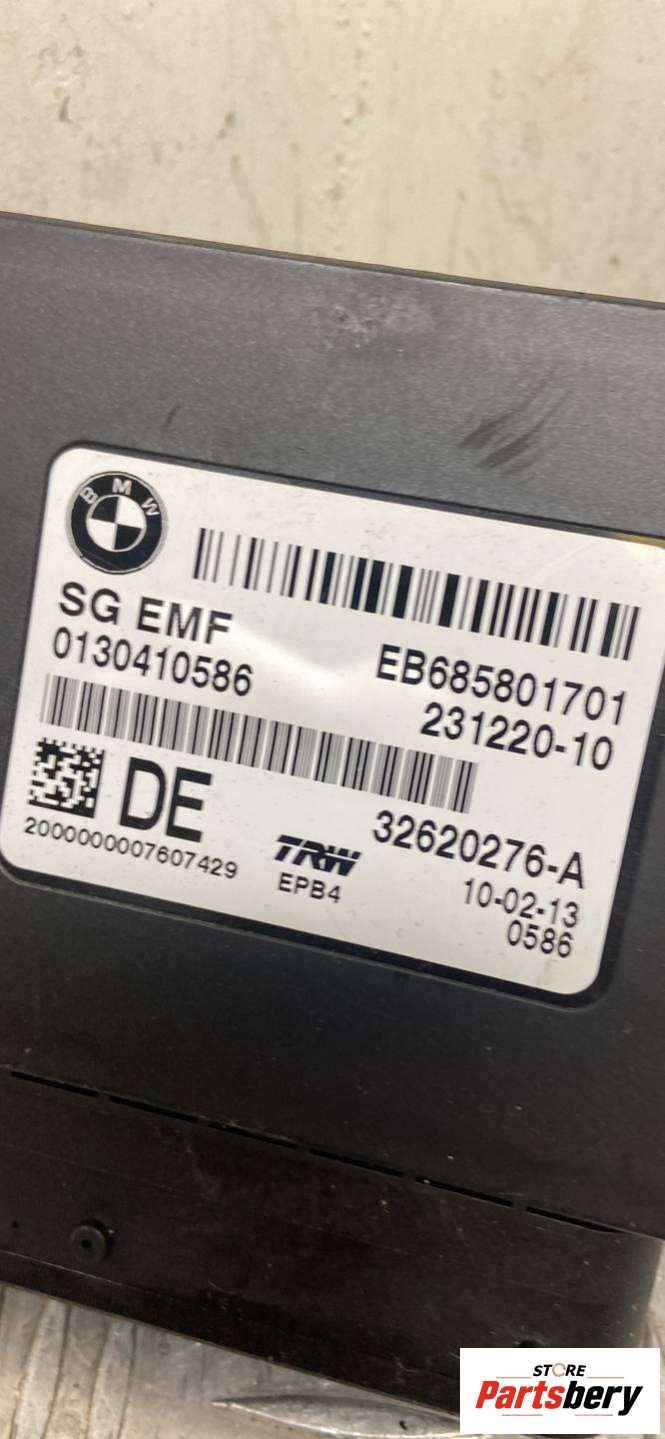 BMW
SG EMF
0130410586
EB685801701
231220-10
DE
2000000007607429
TRW
EPB4
32620276-A
10-02-13
0586
STORE
Partsbery